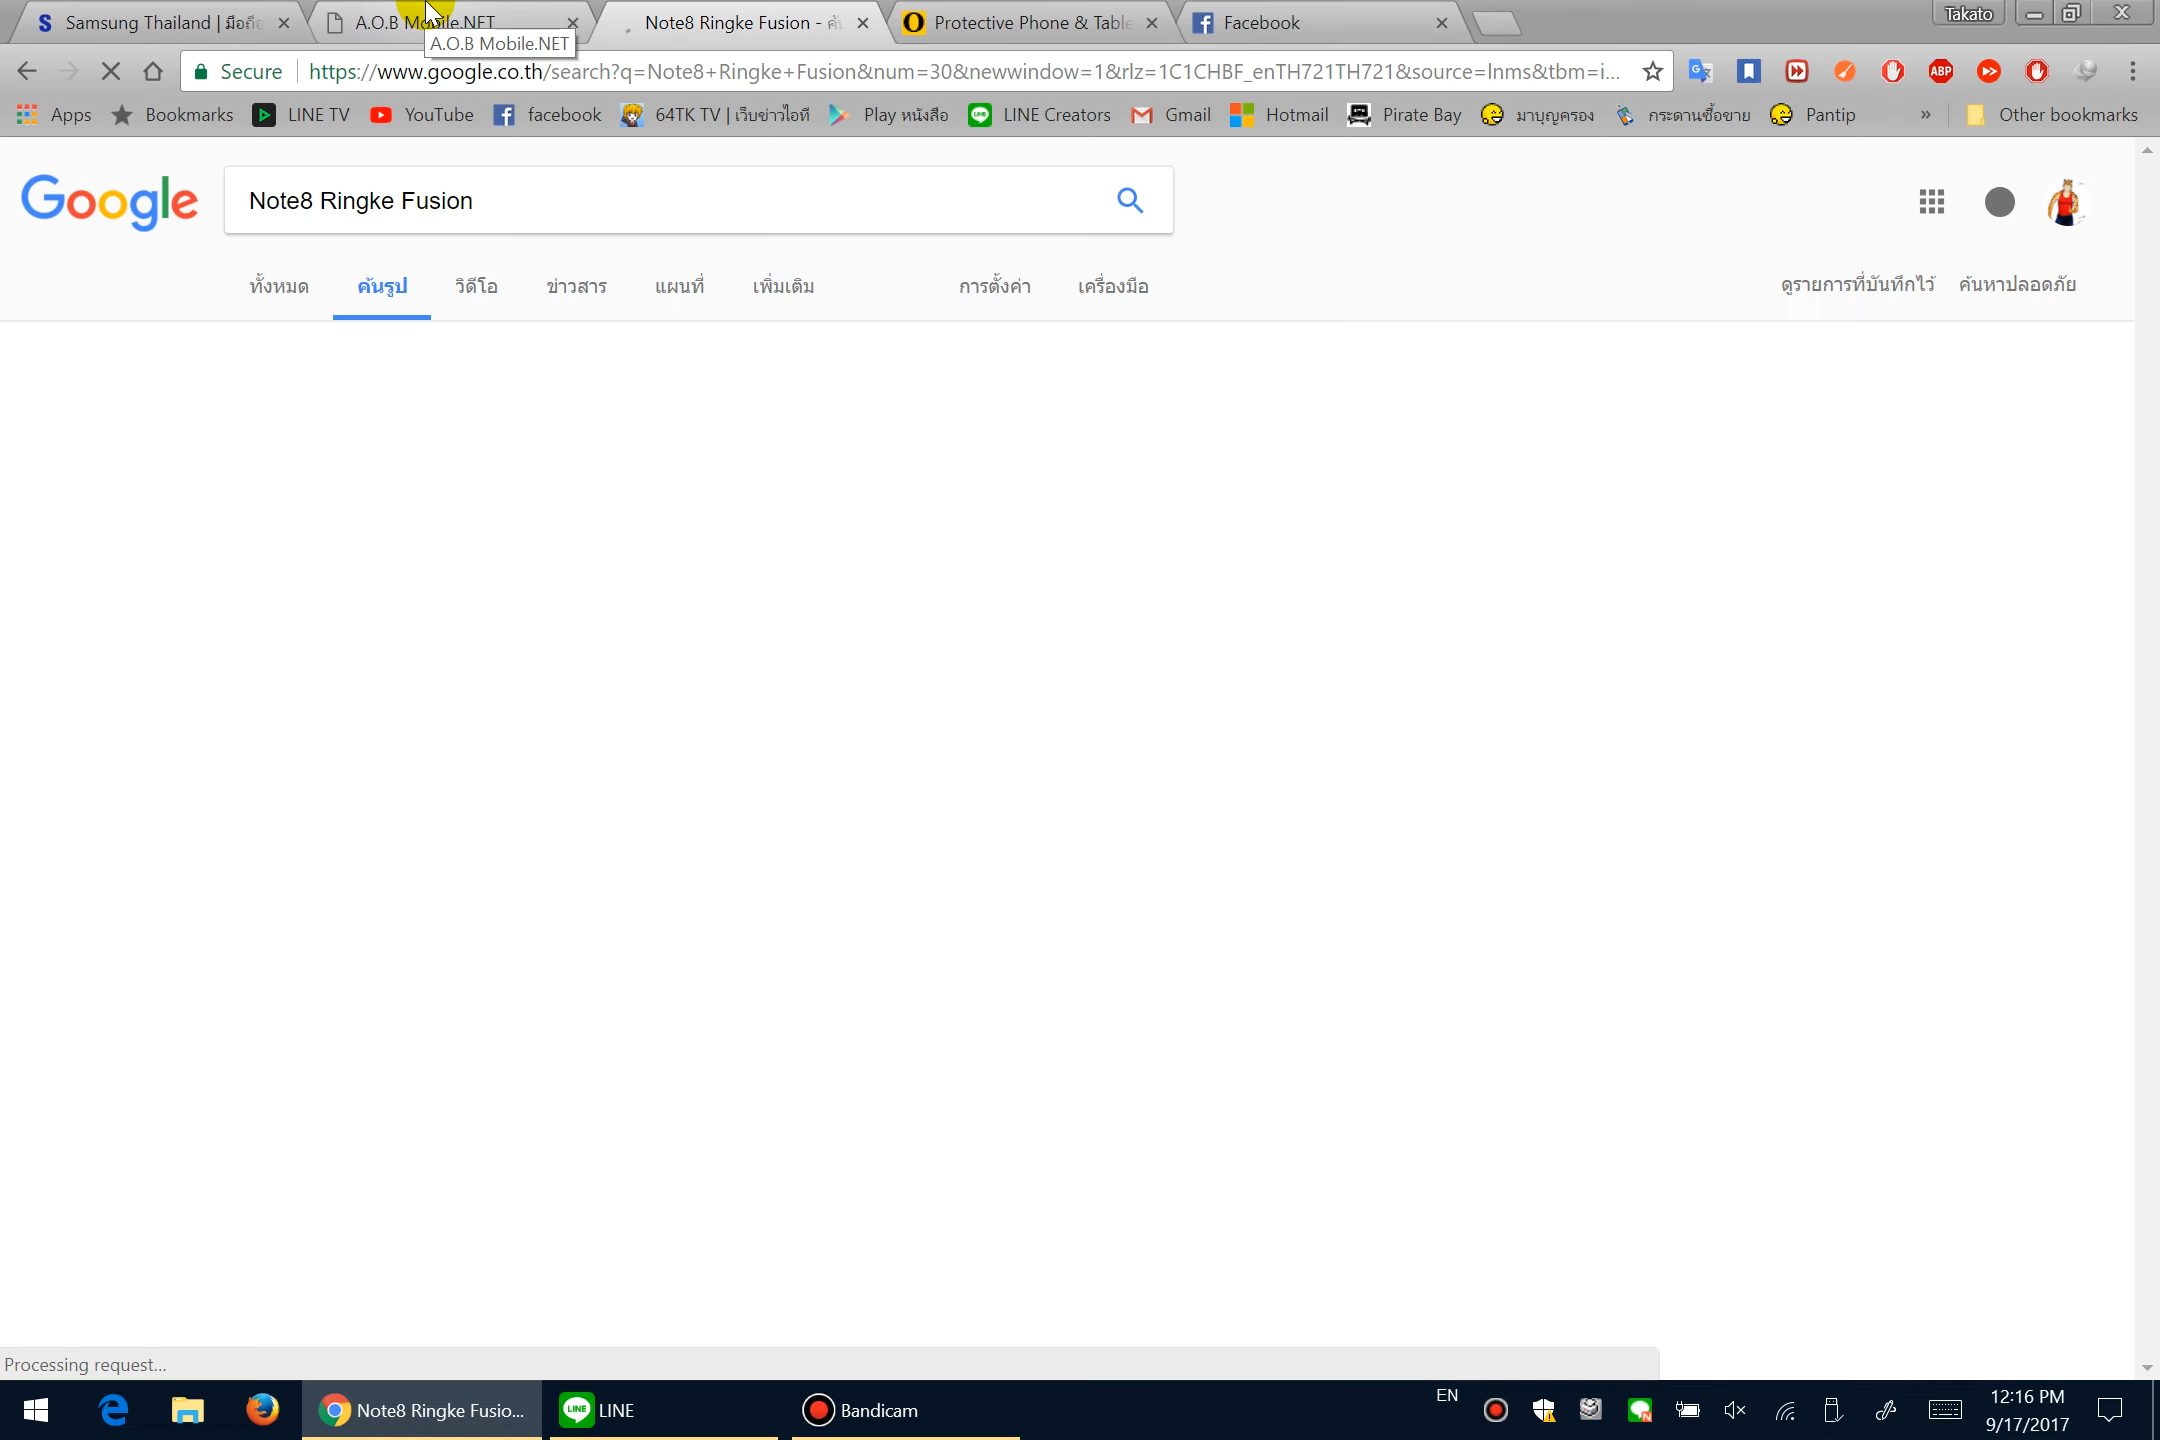 Samsung Thailand | มือถือ
A.O.B Mobile.NET
Note8 Ringke Fusion -
Protective Phone & Table
Facebook
Takato
A.O.B Mobile.NET
Secure
https://www.google.co.th/search?q=Note8+Ringke+Fusion&num=30&newwindow=1&rlz=1C1CHBF_enTH721TH721&source=lnms&tbm=i...
Apps
Bookmarks
LINE TV
YouTube
facebook
64TK TV | เว็บข่าวไอที
Play หนังสือ
LINE Creators
Gmail
Hotmail
Pirate Bay
มาบุญครอง
กระดานซื้อขาย
Pantip
»
Other bookmarks
Google
Note8 Ringke Fusion
ทั้งหมด
ค้นรูป
วิดีโอ
ข่าวสาร
แผนที่
เพิ่มเติม
การตั้งค่า
เครื่องมือ
ดูรายการที่บันทึกไว้
ค้นหาปลอดภัย
Processing request...
Note8 Ringke Fusio...
LINE
Bandicam
EN
12:16 PM
9/17/2017